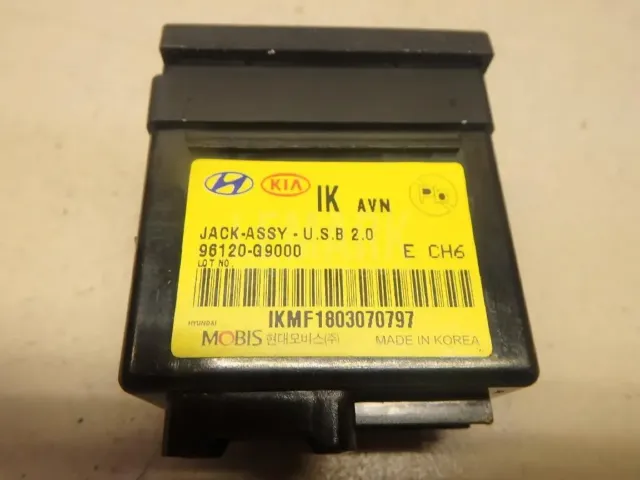 KIA IK AVN Pb
JACK-ASSY - U.S.B 2.0
96120-G9000 E CH6
LOT NO.
IKMF1803070797
HYUNDAI
MOBIS 현대모비스(주) MADE IN KOREA